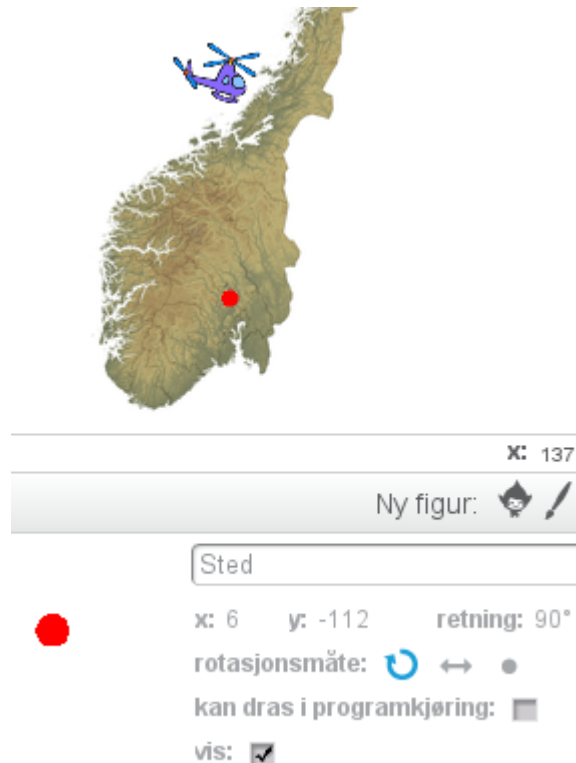 x: 137
Ny figur:
Sted
x: 6 y: -112 retning: 90°
rotasjonsmåte:
kan dras i programkjøring:
vis: